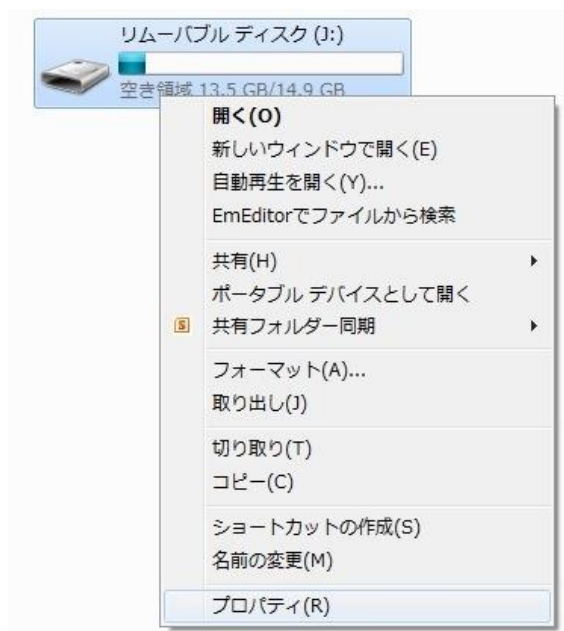 リムーバブル ディスク (J:)
空き領域 13.5 GB/14.9 GB
開く(O)
新しいウィンドウで開く(E)
自動再生を開く(Y)...
EmEditorでファイルから検索
共有(H)
ポータブル デバイスとして開く
S
共有フォルダー同期
フォーマット(A)...
取り出し(J)
切り取り(T)
コピー(C)
ショートカットの作成(S)
名前の変更(M)
プロパティ(R)